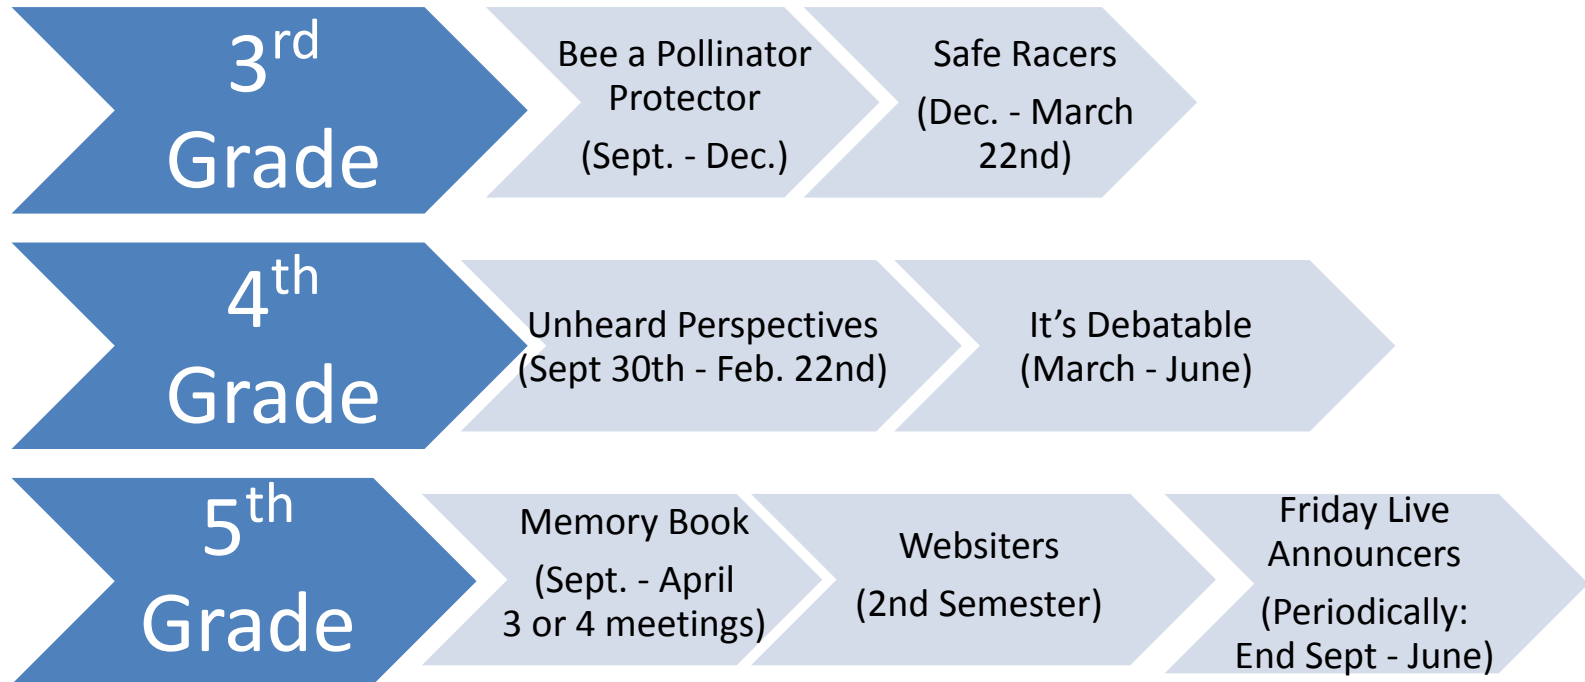 3rd
Grade
Bee a Pollinator
Protector
(Sept. - Dec.)
Safe Racers
(Dec. - March
22nd)
4th
Grade
Unheard Perspectives
(Sept 30th - Feb. 22nd)
It’s Debatable
(March - June)
5th
Grade
Memory Book
(Sept. - April
3 or 4 meetings)
Websiters
(2nd Semester)
Friday Live
Announcers
(Periodically:
End Sept - June)